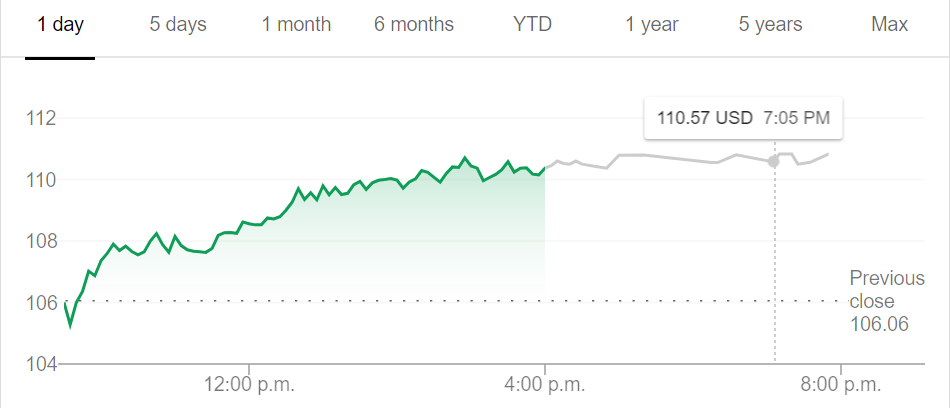 1 day 5 days 1 month 6 months YTD 1 year 5 years Max
110.57 USD 7:05 PM
112
110
108
106
104
Previous
close
106.06
12:00 p.m. 4:00 p.m. 8:00 p.m.